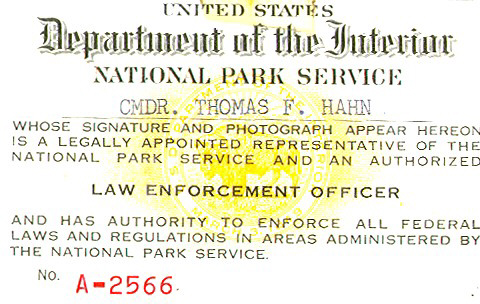 UNITED STATES
Department of the Interior
NATIONAL PARK SERVICE
CMDR. THOMAS F. HAHN
WHOSE SIGNATURE AND PHOTOGRAPH APPEAR HEREON
IS A LEGALLY APPOINTED REPRESENTATIVE OF THE
NATIONAL PARK SERVICE AND AN AUTHORIZED
LAW ENFORCEMENT OFFICER
AND HAS AUTHORITY TO ENFORCE ALL FEDERAL
LAWS AND REGULATIONS IN AREAS ADMINISTERED BY
THE NATIONAL PARK SERVICE.
No. A-2566.